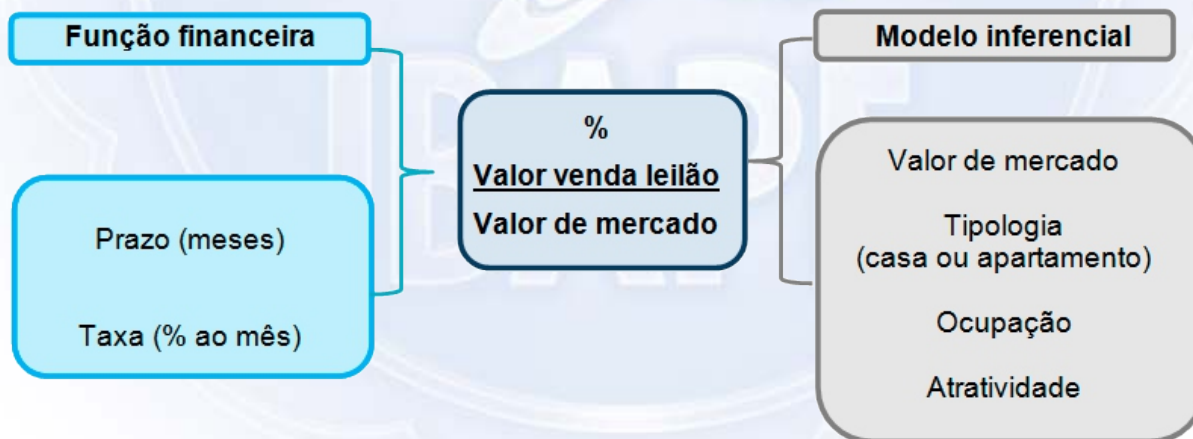 Função financeira
Prazo (meses)
Taxa (% ao mês)
%
Valor venda leilão
Valor de mercado
Modelo inferencial
Valor de mercado
Tipologia
(casa ou apartamento)
Ocupação
Atratividade
IBAPE